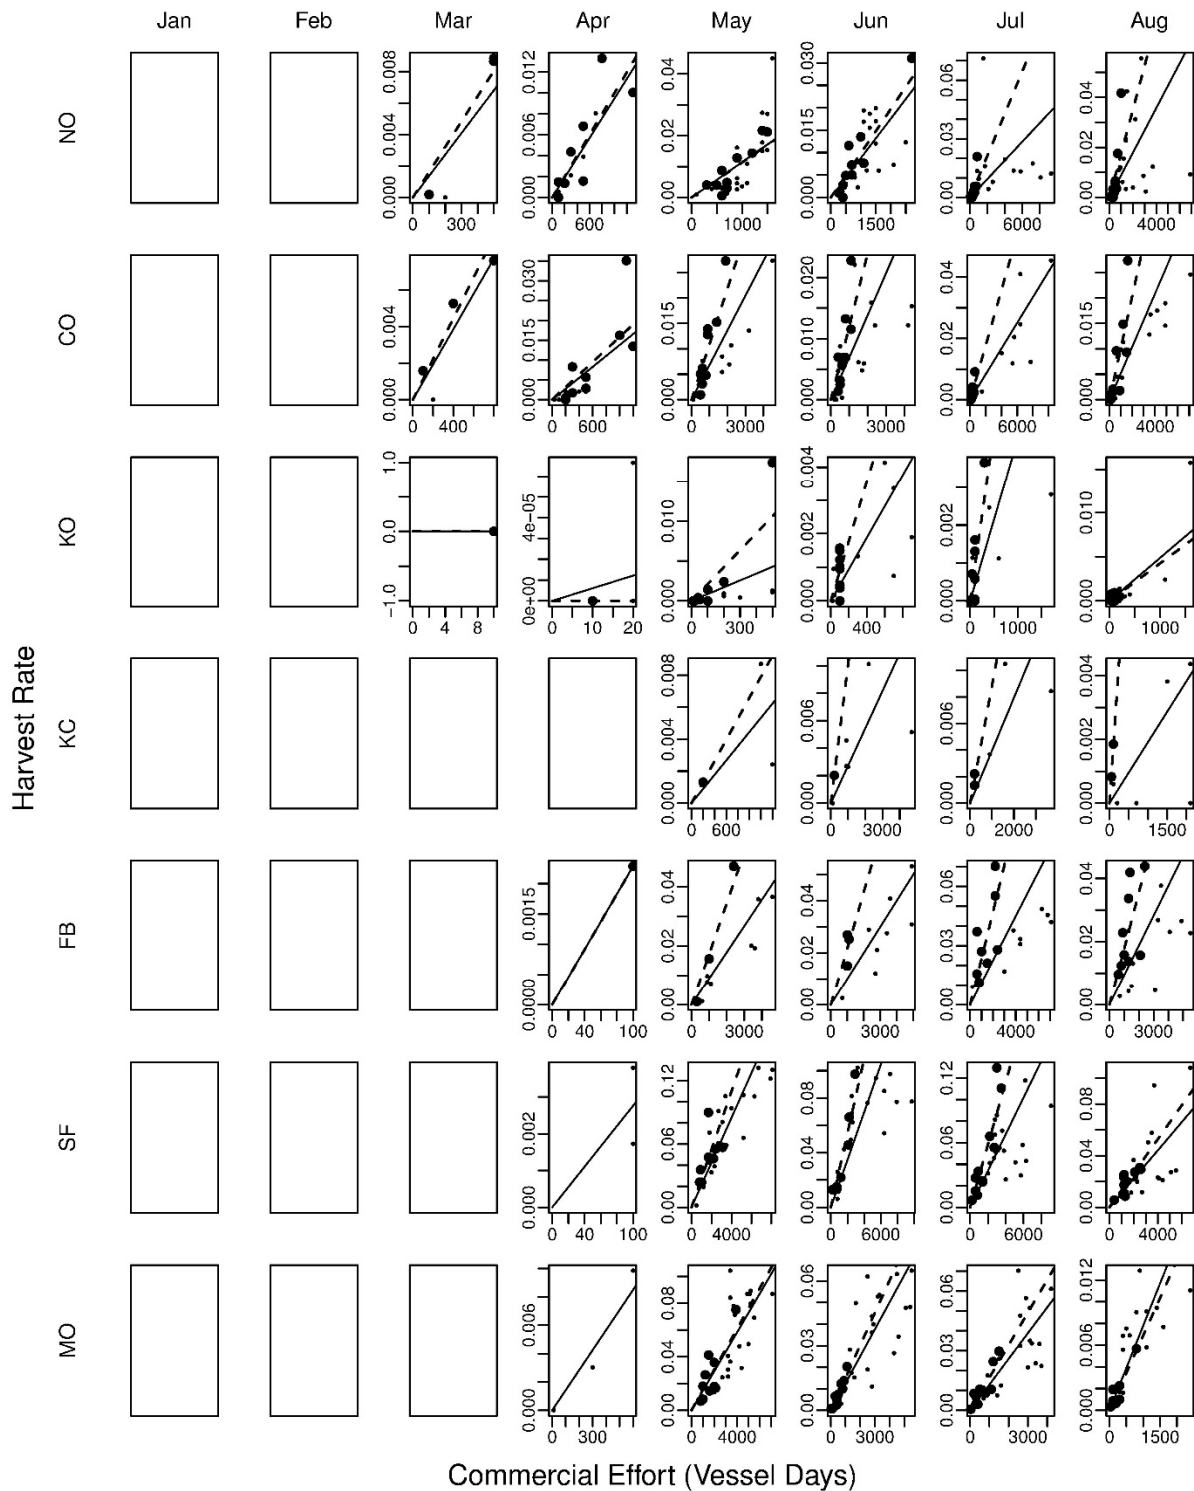 Jan Feb Mar Apr May Jun Jul Aug
NO
0.000 0.004 0.008
0 300
0.000 0.006 0.012
0 600
0.00 0.02 0.04
0 1000
0.000 0.015 0.030
0 1500
0.00 0.03 0.06
0 6000
0.00 0.02 0.04
0 4000
CO
0.000 0.004
0 400
0.000 0.015 0.030
0 600
0.000 0.015
0 3000
0.000 0.010 0.020
0 3000
0.00 0.02 0.04
0 6000
0.000 0.015
0 4000
KO
-1.0 0.0 1.0
0 4 8
0e+00 4e-05
0 10 20
0.000 0.010
0 300
0.000 0.002 0.004
0 400
0.000 0.002
0 1000
0.000 0.010
0 1000
KC
0.000 0.004 0.008
0 600
0.000 0.006
0 3000
0.000 0.006
0 2000
0.000 0.002 0.004
0 1500
FB
0.0000 0.0015
0 40 100
0.00 0.02 0.04
0 3000
0.00 0.02 0.04
0 3000
0.00 0.03 0.06
0 4000
0.00 0.02 0.04
0 3000
SF
0.000 0.002
0 40 100
0.00 0.06 0.12
0 4000
0.00 0.04 0.08
0 6000
0.00 0.06 0.12
0 6000
0.00 0.04 0.08
0 4000
MO
0.000 0.006
0 300
0.00 0.04 0.08
0 4000
0.00 0.02 0.04 0.06
0 3000
0.00 0.03 0.06
0 3000
0.000 0.006 0.012
0 1500
Harvest Rate
Commercial Effort (Vessel Days)